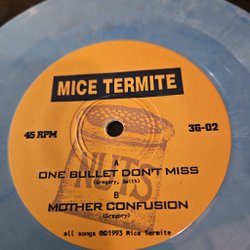 MICE TERMITE
45 RPM
36-02
NUTS
A
ONE BULLET DON'T MISS
(Gregory, Smith)
B
MOTHER CONFUSION
(Gregory)
all songs ©1993 Mice Termite